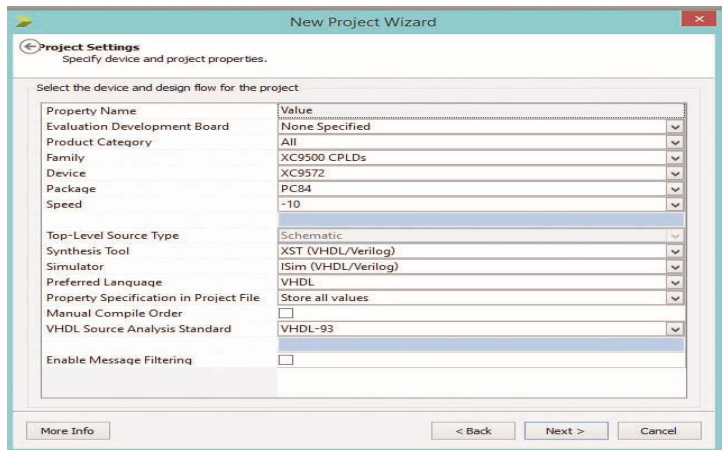 New Project Wizard
Project Settings
Specify device and project properties.
Select the device and design flow for the project
Property Name Value
Evaluation Development Board None Specified
Product Category All
Family XC9500 CPLDs
Device XC9572
Package PC84
Speed -10
Top-Level Source Type Schematic
Synthesis Tool XST (VHDL/Verilog)
Simulator ISim (VHDL/Verilog)
Preferred Language VHDL
Property Specification in Project File Store all values
Manual Compile Order
VHDL Source Analysis Standard VHDL-93
Enable Message Filtering
More Info < Back Next > Cancel